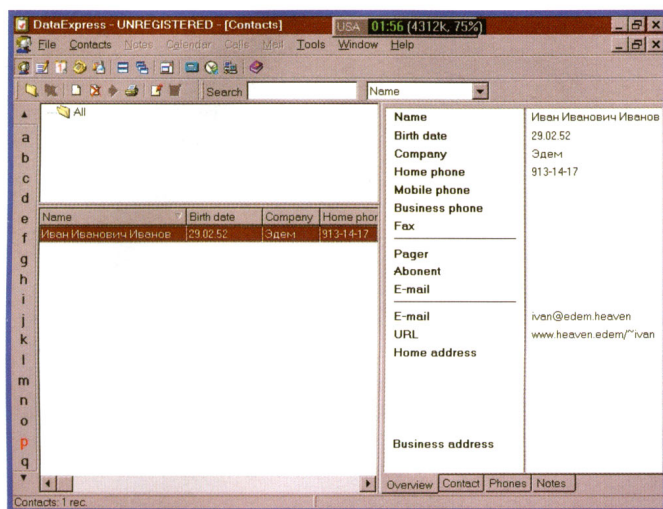 DataExpress - UNREGISTERED - [Contacts]
USA 01:56 (4312k, 75%)
File Contacts Notes Calendar Calls Mail Tools Window Help
Search Name
All
a
b
c
d
e
f
g
h
i
j
k
l
m
n
o
p
q
Name Birth date Company Home phor
Иван Иванович Иванов 29.02.52 Эдем 913-14-17
Name Иван Иванович Иванов
Birth date 29.02.52
Company Эдем
Home phone 913-14-17
Mobile phone
Business phone
Fax
Pager
Abonent
E-mail
E-mail ivan@edem.heaven
URL www.heaven.edem/~ivan
Home address
Business address
Overview Contact Phones Notes
Contacts: 1 rec.